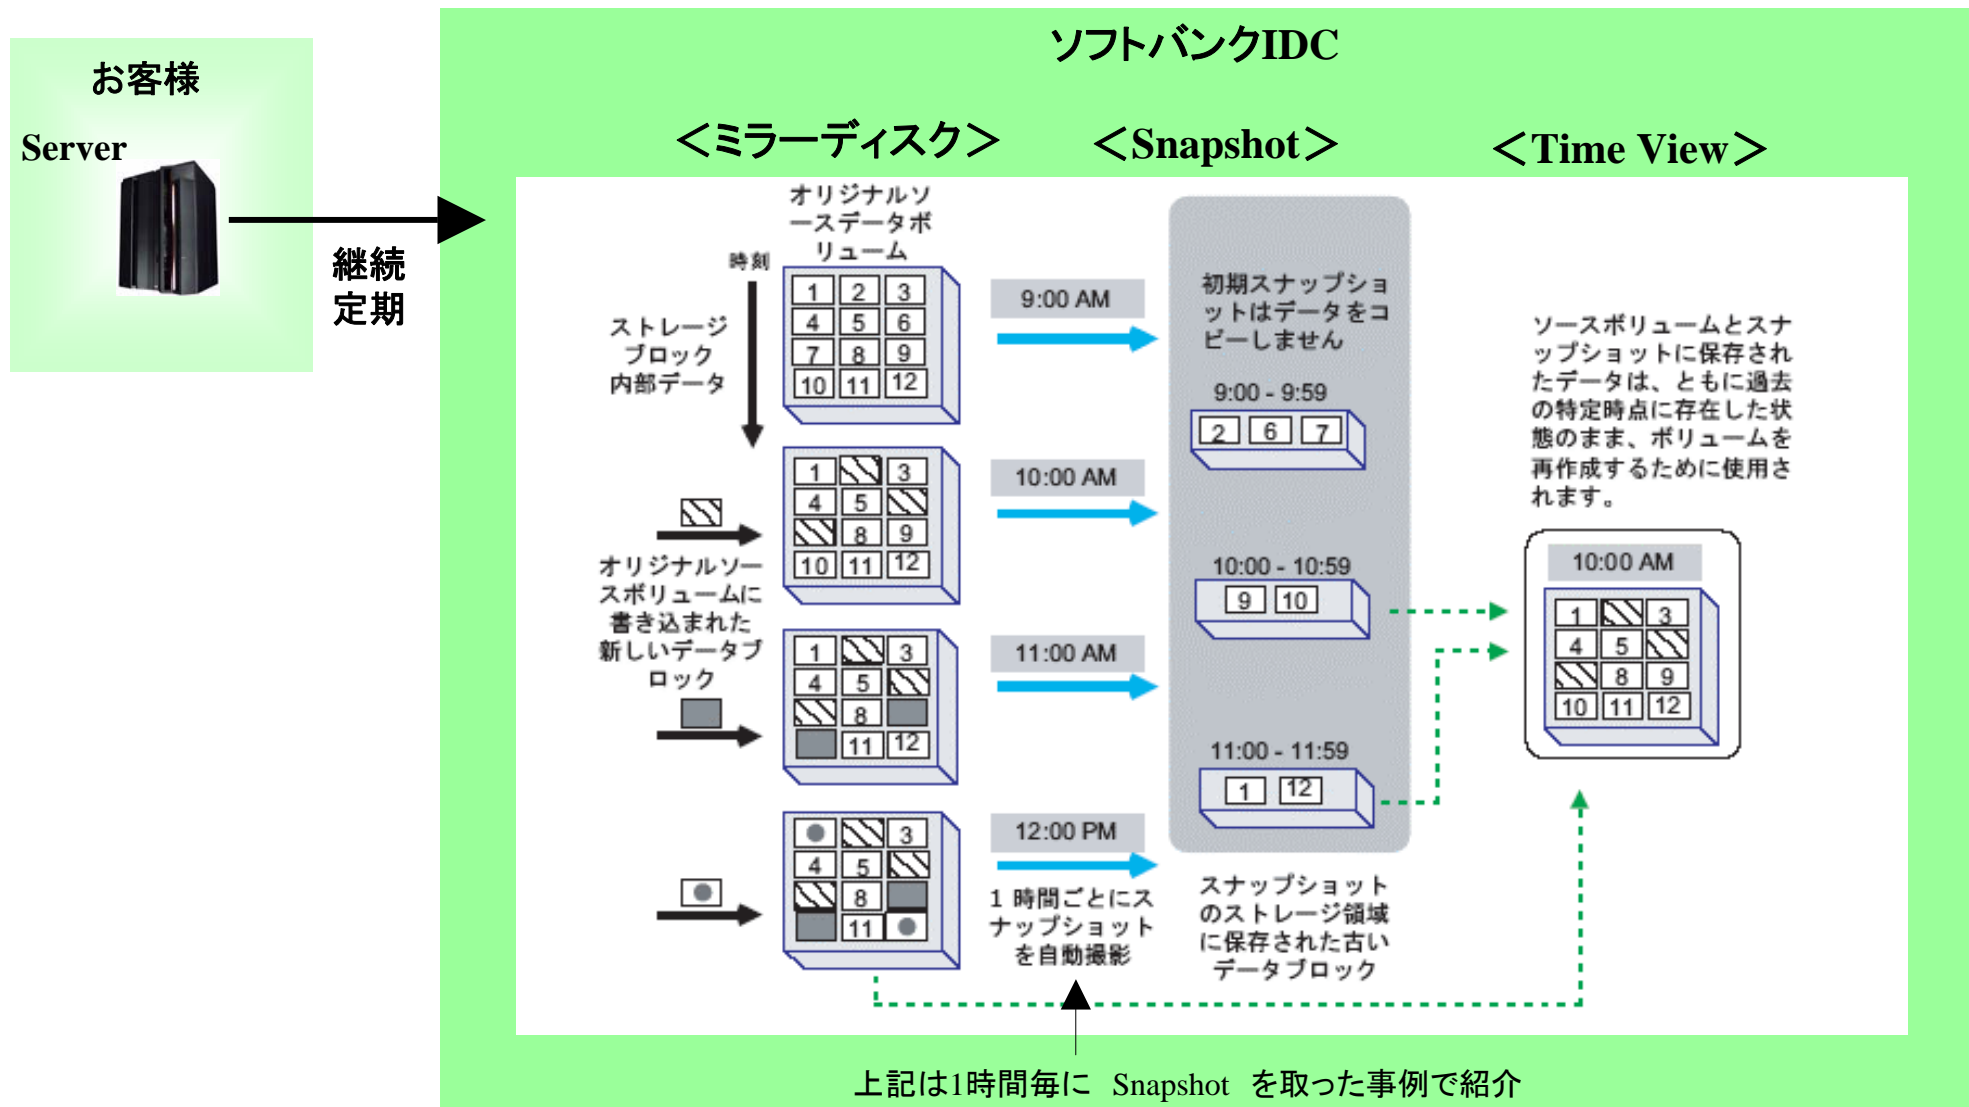 ソフトバンクIDC
お客様
Server
継続
定期
＜ミラーディスク＞
＜Snapshot＞
＜Time View＞
オリジナルソ
ースデータボ
リューム
時刻
ストレージ
ブロック
内部データ
1 2 3
4 5 6
7 8 9
10 11 12
9:00 AM
初期スナップショ
ットはデータをコ
ピーしません
9:00 - 9:59
2 6 7
1 3
4 5
8 9
10 11 12
10:00 AM
オリジナルソー
スボリュームに
書き込まれた
新しいデータブ
ロック
10:00 - 10:59
9 10
1 3
4 5
8
11 12
11:00 AM
11:00 - 11:59
1 12
3
4 5
8
11
12:00 PM
1 時間ごとにス
ナップショット
を自動撮影
スナップショット
のストレージ領域
に保存された古い
データブロック
ソースボリュームとスナ
ップショットに保存され
たデータは、ともに過去
の特定時点に存在した状
態のまま、ボリュームを
再作成するために使用さ
れます。
10:00 AM
1 3
4 5
8 9
10 11 12
上記は1時間毎に Snapshot を取った事例で紹介